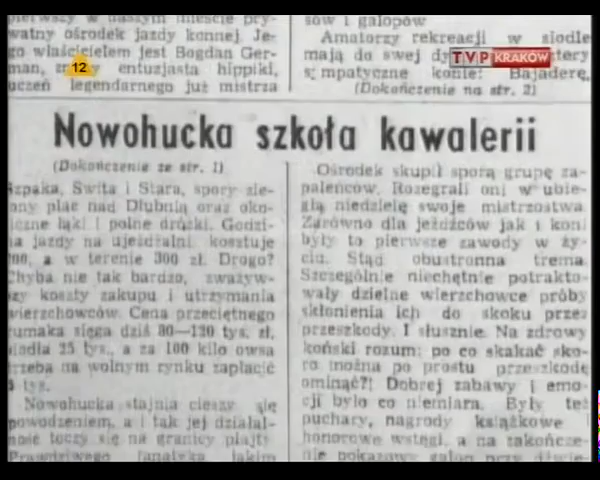 pierwszy w naszym mieście pry-
watny ośrodek jazdy konnej. Je-
go właścicielem jest Bogdan Ger-
man, entuzjasta hippiki,
uczeń legendarnego już mistrza
12
sów i galopów
Amatorzy rekreacji w siodle
mają do swej
sympatyczne konie: Bajaderę,
(Dokończenie na str. 2)
TVP KRAKÓW
Nowohucka szkoła kawalerii
(Dokończenie ze str. 1)
Szpaka, Świta i Siara, spory zie-
ony plac nad Dłubnią oraz oko-
iczne łąki i polne dróżki. Godzi-
na jazdy na ujeżdżalni kosztuje
200, a w terenie 300 zł. Drogo?
Chyba nie tak bardzo, zważyw-
szy koszty zakupu i utrzymania
wierzchowców. Cena przeciętnego
rumaka sięga dziś 80—120 tys. zł,
siodła 25 tys., a za 100 kilo owsa
trzeba na wolnym rynku zapłacić
tys.
Nowohucka stajnia cieszy się
powodzeniem, a i tak jej działal-
ność toczy się na granicy plajty.
Prawdziwego fanatyka jakim
Ośrodek skupił sporą grupę za-
paleńców. Rozegrali oni w ubie-
głą niedzielę swoje mistrzostwa.
Zarówno dla jeźdźców jak i koni
były to pierwsze zawody w ży-
ciu. Stąd obustronna trema.
Szczególnie niechętnie potrakto-
wały dzielne wierzchowce próby
skłonienia ich do skoku przez
przeszkody. I słusznie. Na zdrowy
koński rozum: po co skakać sko-
ro można po prostu przeszkodę
ominąć?! Dobrej zabawy i emo-
cji było co niemiara. Były też
puchary, nagrody książkowe i
honorowe wstęgi, a na zakończe-
nie pokazowy galop przy